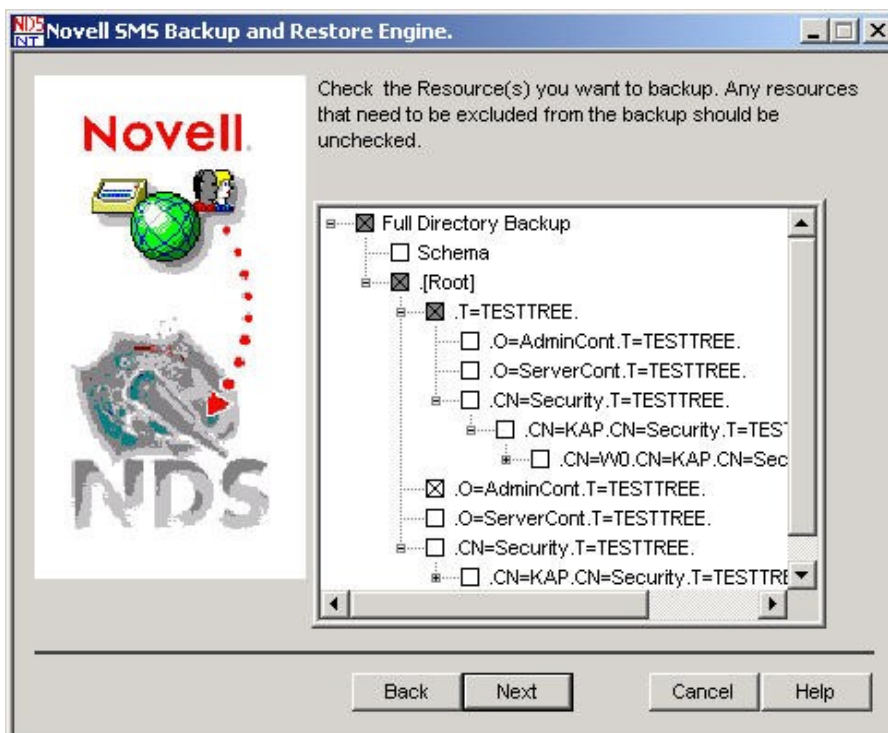 NDS
NT
Novell SMS Backup and Restore Engine.
Novell.
NDS
Check the Resource(s) you want to backup. Any resources
that need to be excluded from the backup should be
unchecked.
Full Directory Backup
Schema
.[Root]
.T=TESTTREE.
.O=AdminCont.T=TESTTREE.
.O=ServerCont.T=TESTTREE.
.CN=Security.T=TESTTREE.
.CN=KAP.CN=Security.T=TES
.CN=W0.CN=KAP.CN=Sec
.O=AdminCont.T=TESTTREE.
.O=ServerCont.T=TESTTREE.
.CN=Security.T=TESTTREE.
.CN=KAP.CN=Security.T=TESTTRE
Back
Next
Cancel
Help